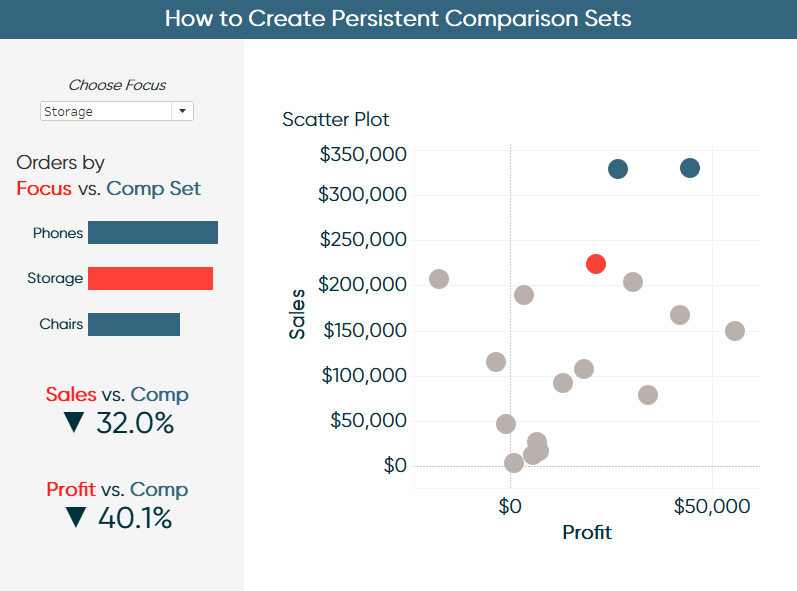 How to Create Persistent Comparison Sets
Choose Focus
Storage
Orders by
Focus vs. Comp Set
Phones
Storage
Chairs
Sales vs. Comp
▼ 32.0%
Profit vs. Comp
▼ 40.1%
Scatter Plot
$350,000
$300,000
$250,000
$200,000
$150,000
$100,000
$50,000
$0
Sales
$0 $50,000
Profit